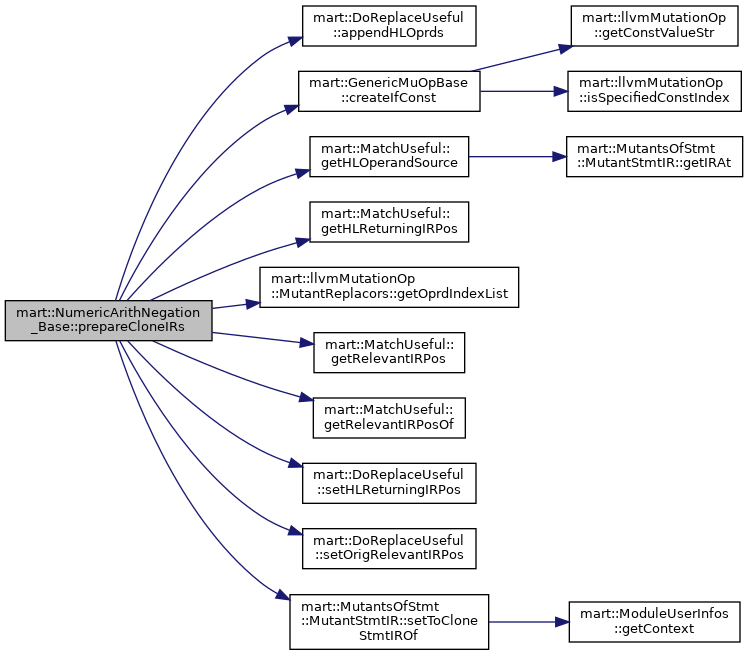 mart::DoReplaceUseful
::appendHLOprds
mart::llvmMutationOp
::getConstValueStr
mart::GenericMuOpBase
::createIfConst
mart::llvmMutationOp
::isSpecifiedConstIndex
mart::MatchUseful::
getHLOperandSource
mart::MutantsOfStmt
::MutantStmtIR::getIRAt
mart::MatchUseful::
getHLReturningIRPos
mart::llvmMutationOp
::MutantReplacors::getOprdIndexList
mart::NumericArithNegation
_Base::prepareCloneIRs
mart::MatchUseful::
getRelevantIRPos
mart::MatchUseful::
getRelevantIRPosOf
mart::DoReplaceUseful
::setHLReturningIRPos
mart::DoReplaceUseful
::setOrigRelevantIRPos
mart::MutantsOfStmt
::MutantStmtIR::setToClone
StmtIROf
mart::ModuleUserInfos
::getContext